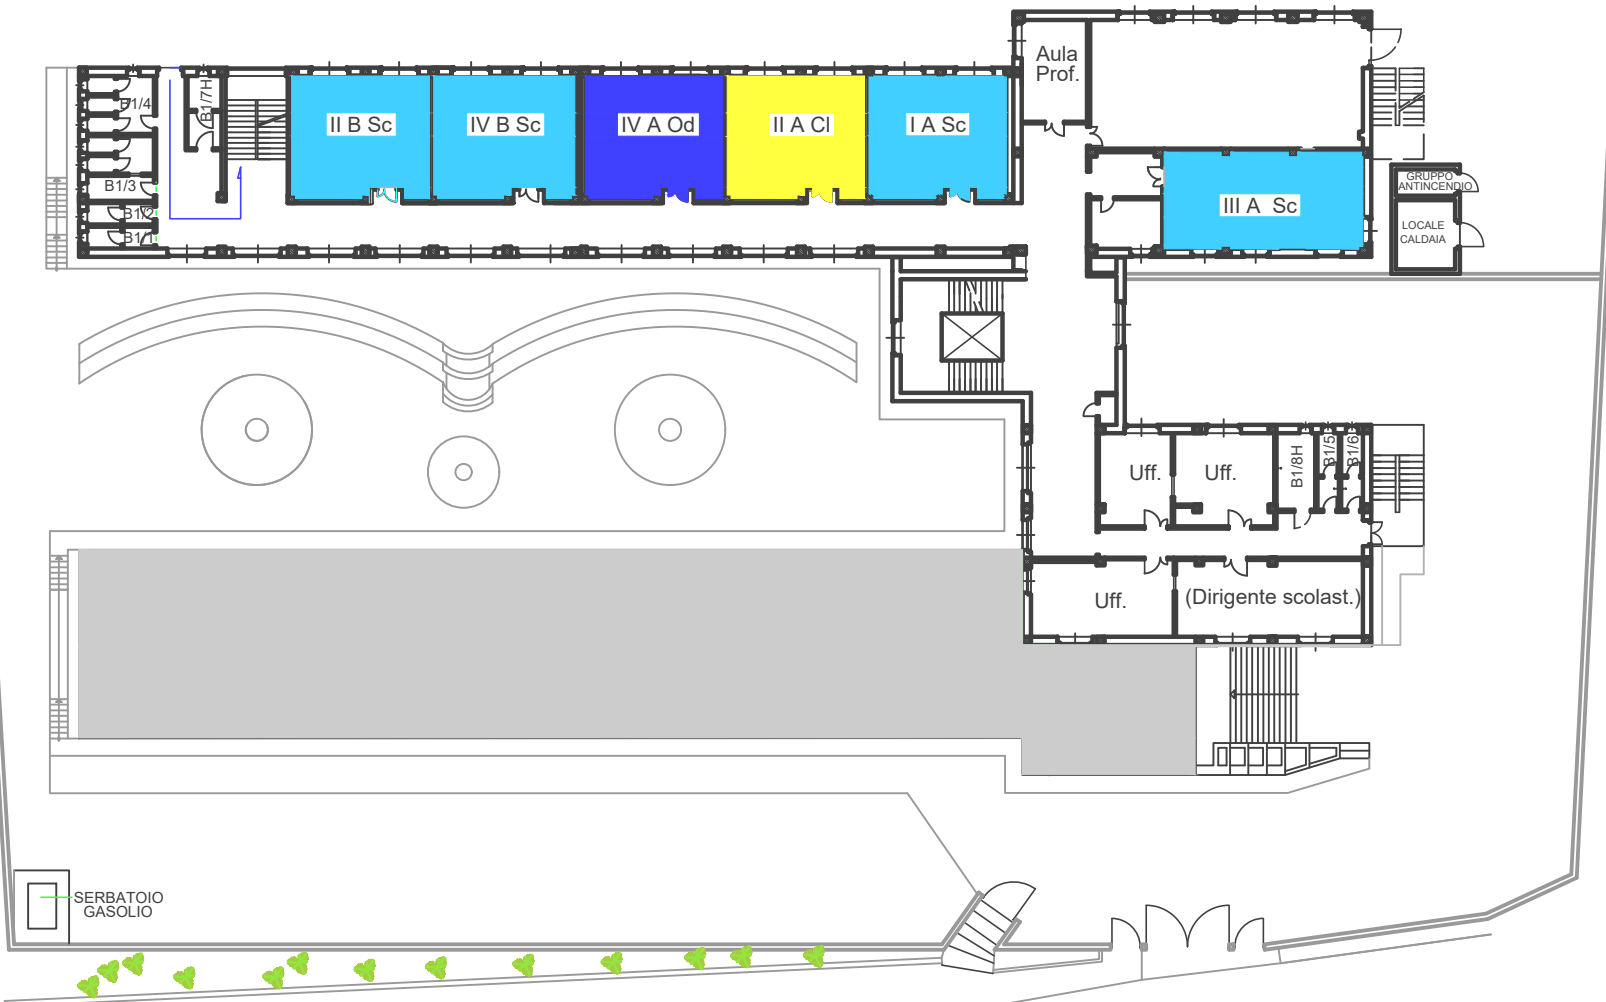 Aula
Prof.
B1/4
B1/7H
II B Sc
IV B Sc
IV A Od
II A Cl
I A Sc
B1/3
B1/2
B1/1
III A Sc
GRUPPO
ANTINCENDIO
LOCALE
CALDAIA
Uff.
Uff.
B1/8H
B1/5
B1/6
Uff.
(Dirigente scolast.)
SERBATOIO
GASOLIO